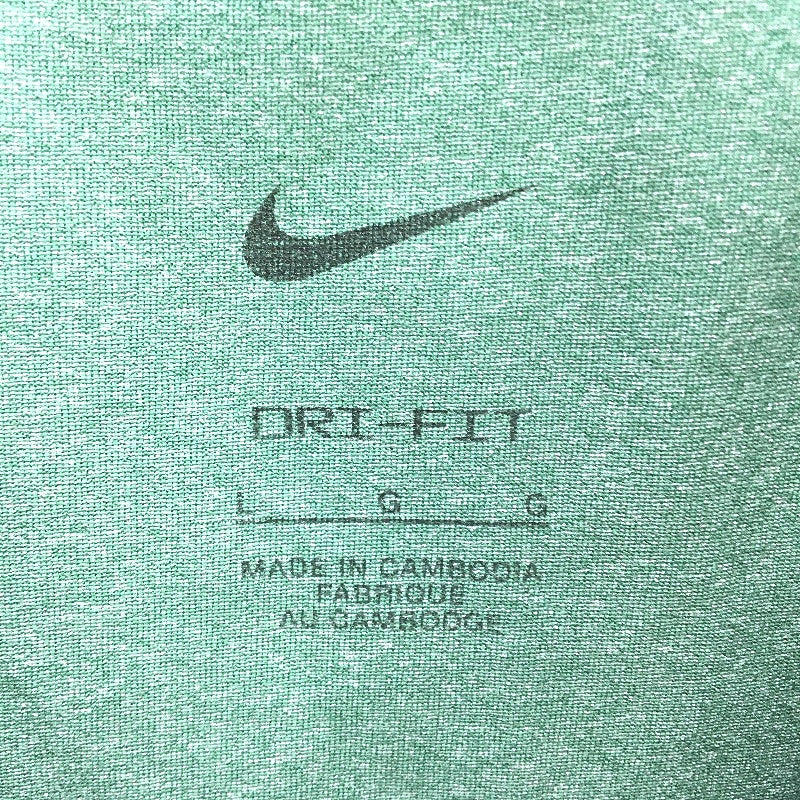 DRI-FIT
L G G
MADE IN CAMBODIA
FABRIQUE
AU CAMBODGE